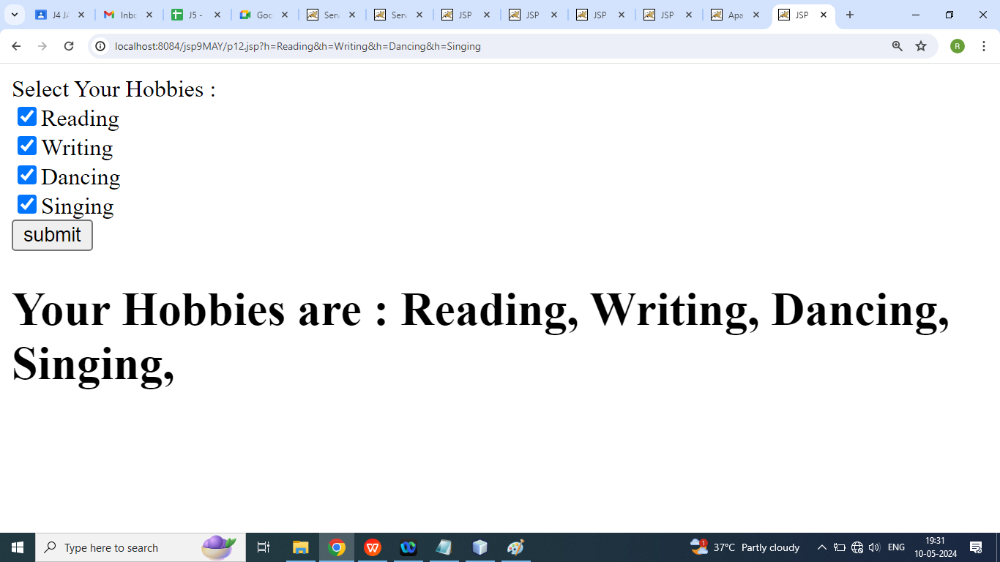 J4 JA
Inbo
J5 -
Goo
Serv
Serv
JSP
JSP
JSP
JSP
Apa
JSP
localhost:8084/jsp9MAY/p12.jsp?h=Reading&h=Writing&h=Dancing&h=Singing
R
Select Your Hobbies :
Reading
Writing
Dancing
Singing
submit
Your Hobbies are : Reading, Writing, Dancing,
Singing,
Type here to search
1
37°C Partly cloudy
ENG
19:31
10-05-2024